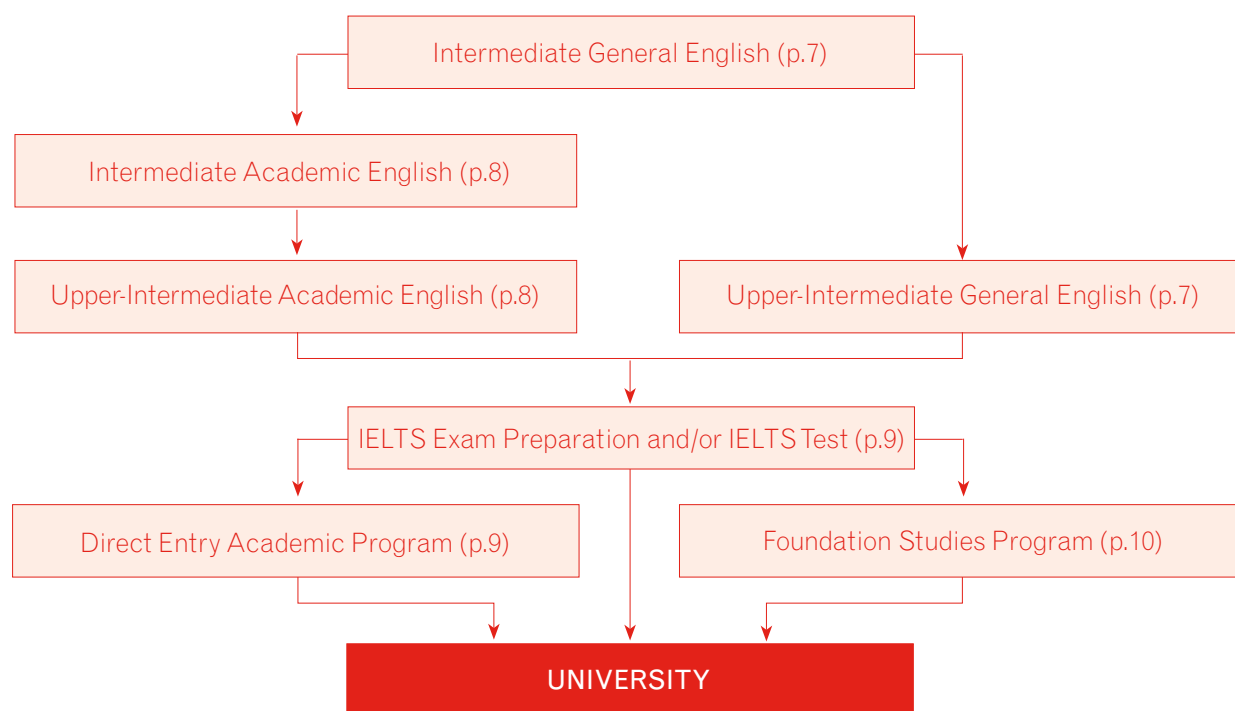 Intermediate General English (p.7)
Intermediate Academic English (p.8)
Upper-Intermediate Academic English (p.8)
Upper-Intermediate General English (p.7)
IELTS Exam Preparation and/or IELTS Test (p.9)
Direct Entry Academic Program (p.9)
Foundation Studies Program (p.10)
UNIVERSITY